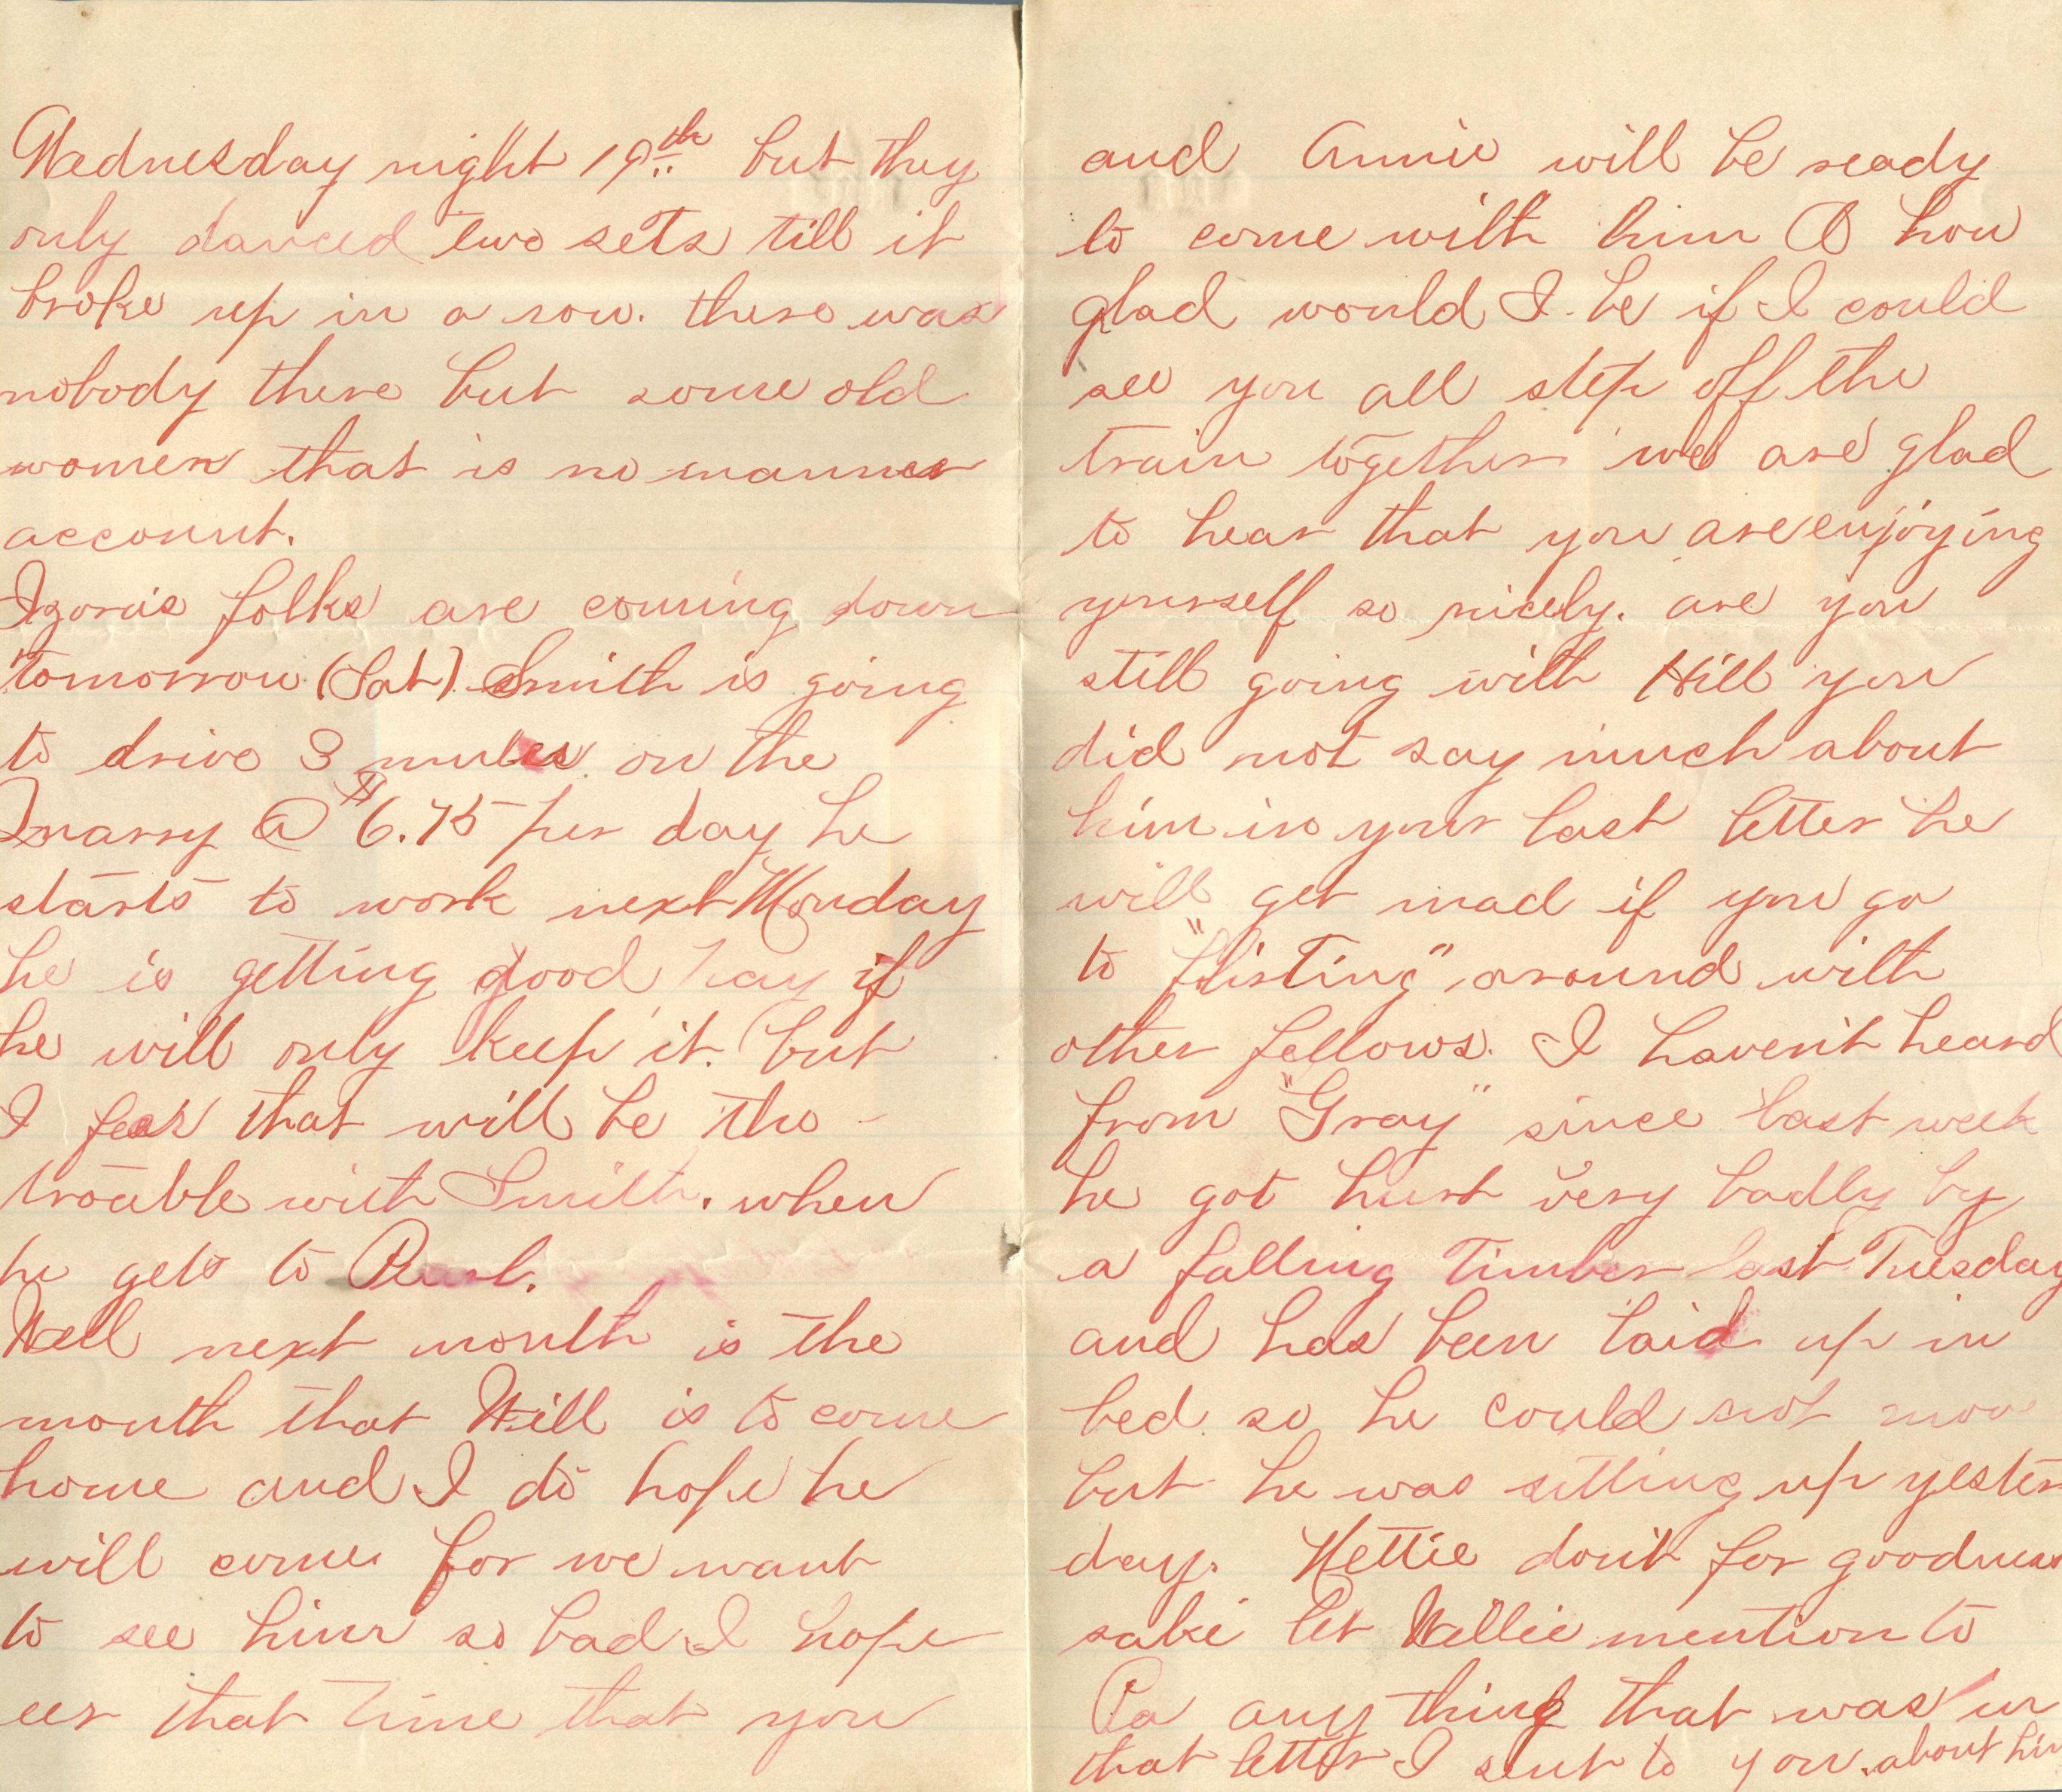 Wednesday night 19th but they
only danced two sets till it
broke up in a row. there was
nobody there but some old
women that is no manner
account.
Izora's folks are coming down
tomorrow (Sat) Smith is going
to drive 3 mules on the
Quarry @ $6.75 per day he
starts to work next Monday
he is getting good pay if
he will only keep it. but
I fear that will be the
trouble with Smith. when
he gets to Rural.
Well next month is the
month that Will is to come
home and I do hope he
will come for we want
to see him so bad I hope
eer that time that you
and Annie will be ready
to come with him O how
glad would I be if I could
see you all step off the
train together we are glad
to hear that you are enjoying
yourself so nicely. are you
still going with Hill you
did not say much about
him in your last letter he
will get mad if you go
to "flirting" around with
other fellows. I haven't heard
from "Gray" since last week
he got hurt very badly by
a falling Timber last Tuesday
and has been laid up in
bed so he could not move
but he was sitting up yester
day. Nettie don't for goodness
sake let Willie mention to
Pa any thing that was in
that letter I sent to you. about him